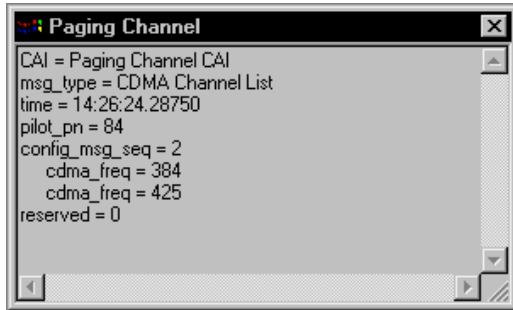 Paging Channel
CAI = Paging Channel CAI
msg_type = CDMA Channel List
time = 14:26:24.28750
pilot_pn = 84
config_msg_seq = 2
cdma_freq = 384
cdma_freq = 425
reserved = 0